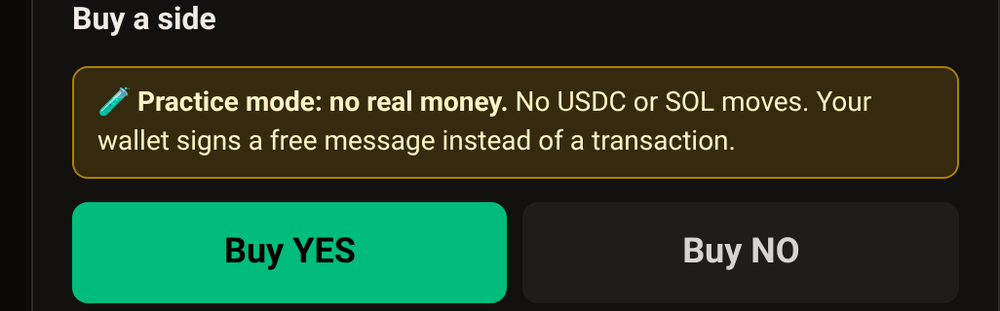 Buy a side
🧪 Practice mode: no real money. No USDC or SOL moves. Your
wallet signs a free message instead of a transaction.
Buy YES
Buy NO